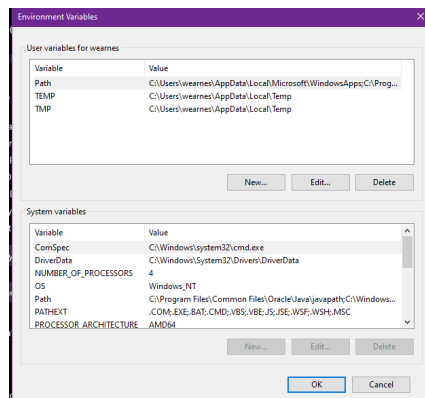 Environment Variables
User variables for wearnes
Variable Value
Path C:\Users\wearnes\AppData\Local\Microsoft\WindowsApps;C:\Prog...
TEMP C:\Users\wearnes\AppData\Local\Temp
TMP C:\Users\wearnes\AppData\Local\Temp
New... Edit... Delete
System variables
Variable Value
ComSpec C:\Windows\system32\cmd.exe
DriverData C:\Windows\System32\Drivers\DriverData
NUMBER_OF_PROCESSORS 4
OS Windows_NT
Path C:\Program Files\Common Files\Oracle\Java\javapath;C:\Windows...
PATHEXT .COM;.EXE;.BAT;.CMD;.VBS;.VBE;.JS;.JSE;.WSF;.WSH;.MSC
PROCESSOR_ARCHITECTURE AMD64
New... Edit... Delete
OK Cancel